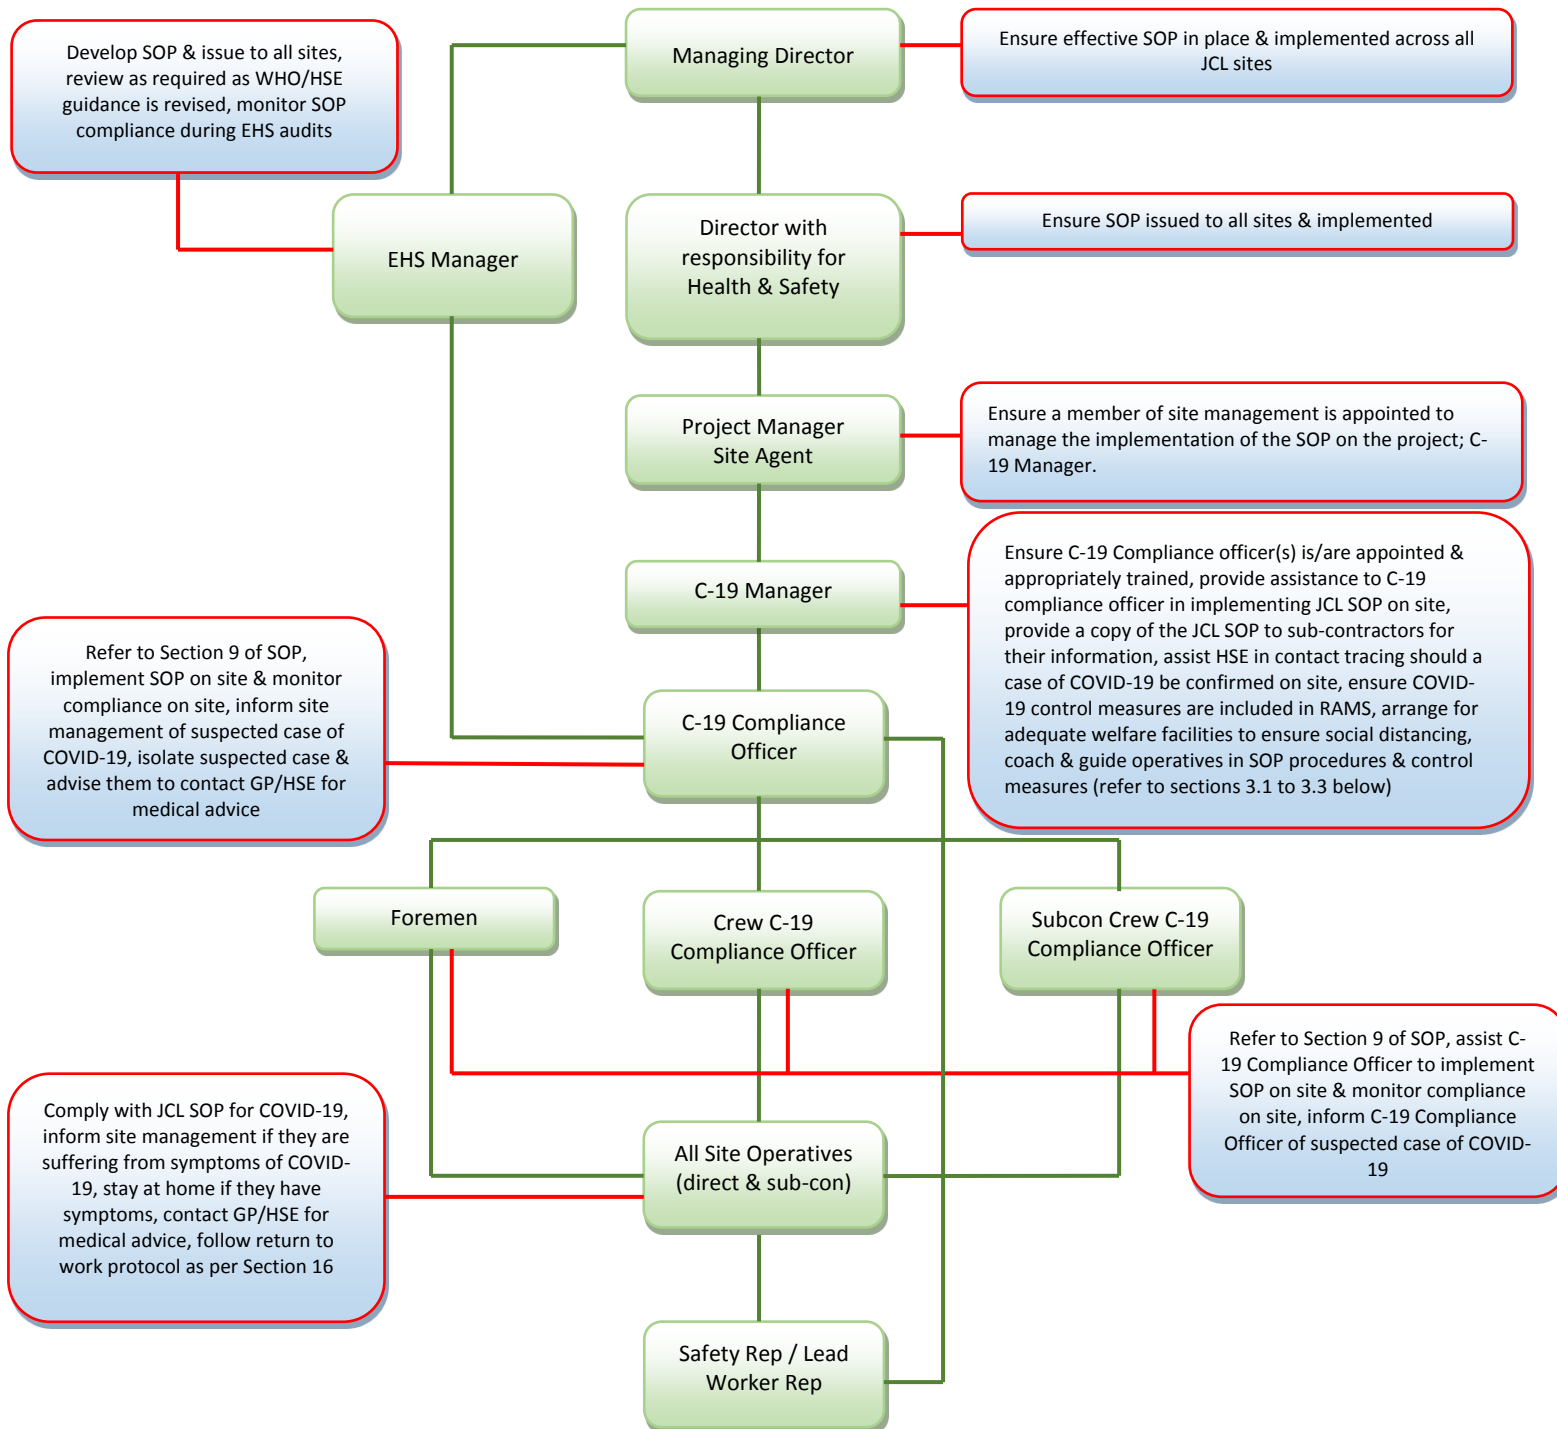 Develop SOP & issue to all sites,
review as required as WHO/HSE
guidance is revised, monitor SOP
compliance during EHS audits
Managing Director
Ensure effective SOP in place & implemented across all
JCL sites
EHS Manager
Director with
responsibility for
Health & Safety
Ensure SOP issued to all sites & implemented
Project Manager
Site Agent
Ensure a member of site management is appointed to
manage the implementation of the SOP on the project; C-
19 Manager.
C-19 Manager
Ensure C-19 Compliance officer(s) is/are appointed &
appropriately trained, provide assistance to C-19
compliance officer in implementing JCL SOP on site,
provide a copy of the JCL SOP to sub-contractors for
their information, assist HSE in contact tracing should a
case of COVID-19 be confirmed on site, ensure COVID-
19 control measures are included in RAMS, arrange for
adequate welfare facilities to ensure social distancing,
coach & guide operatives in SOP procedures & control
measures (refer to sections 3.1 to 3.3 below)
Refer to Section 9 of SOP,
implement SOP on site & monitor
compliance on site, inform site
management of suspected case of
COVID-19, isolate suspected case &
advise them to contact GP/HSE for
medical advice
C-19 Compliance
Officer
Foremen
Crew C-19
Compliance Officer
Subcon Crew C-19
Compliance Officer
Refer to Section 9 of SOP, assist C-
19 Compliance Officer to implement
SOP on site & monitor compliance
on site, inform C-19 Compliance
Officer of suspected case of COVID-
19
Comply with JCL SOP for COVID-19,
inform site management if they are
suffering from symptoms of COVID-
19, stay at home if they have
symptoms, contact GP/HSE for
medical advice, follow return to
work protocol as per Section 16
All Site Operatives
(direct & sub-con)
Safety Rep / Lead
Worker Rep